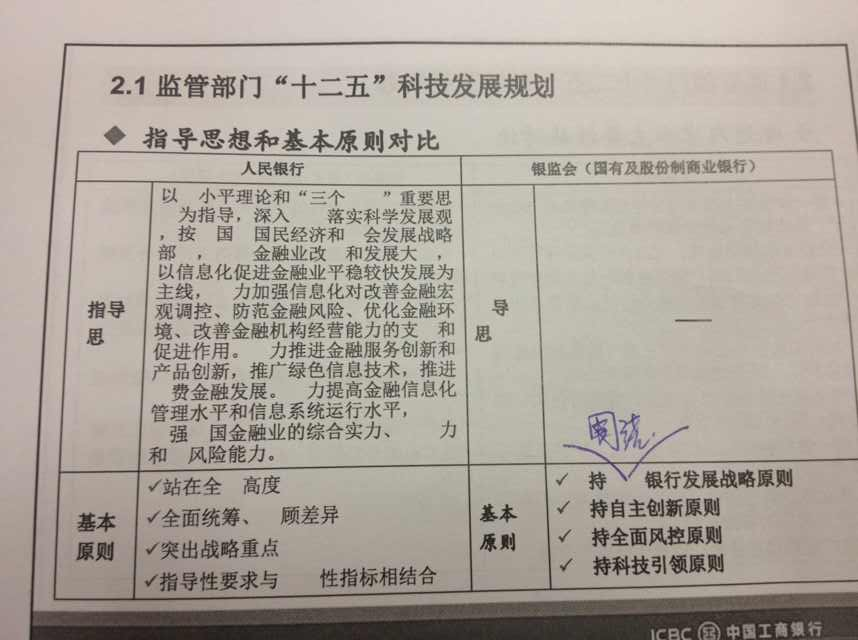 2.1 监管部门“十二五”科技发展规划
◆ 指导思想和基本原则对比
人民银行
银监会（国有及股份制商业银行）
指导
思
以 小平理论和“三个 ”重要思
为指导，深入 落实科学发展观
，按 国 国民经济和 会发展战略
部 ， 金融业改 和发展大 ，
以信息化促进金融业平稳较快发展为
主线， 力加强信息化对改善金融宏
观调控、防范金融风险、优化金融环
境、改善金融机构经营能力的支 和
促进作用。 力推进金融服务创新和
产品创新，推广绿色信息技术，推进
费金融发展。 力提高金融信息化
管理水平和信息系统运行水平，
强 国金融业的综合实力、 力
和 风险能力。
导
思
——
基本
原则
✓站在全 高度
✓全面统筹、 顾差异
✓突出战略重点
✓指导性要求与 性指标相结合
基本
原则
✓ 持 银行发展战略原则
✓ 持自主创新原则
✓ 持全面风控原则
✓ 持科技引领原则
ICBC 中国工商银行